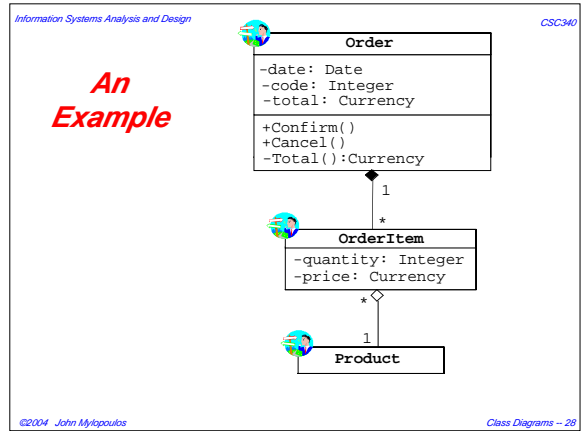 Information Systems Analysis and Design
CSC340
An
Example
Order
-date: Date
-code: Integer
-total: Currency
+Confirm()
+Cancel()
-Total():Currency
1
*
OrderItem
-quantity: Integer
-price: Currency
*
1
Product
©2004 John Mylopoulos
Class Diagrams -- 28